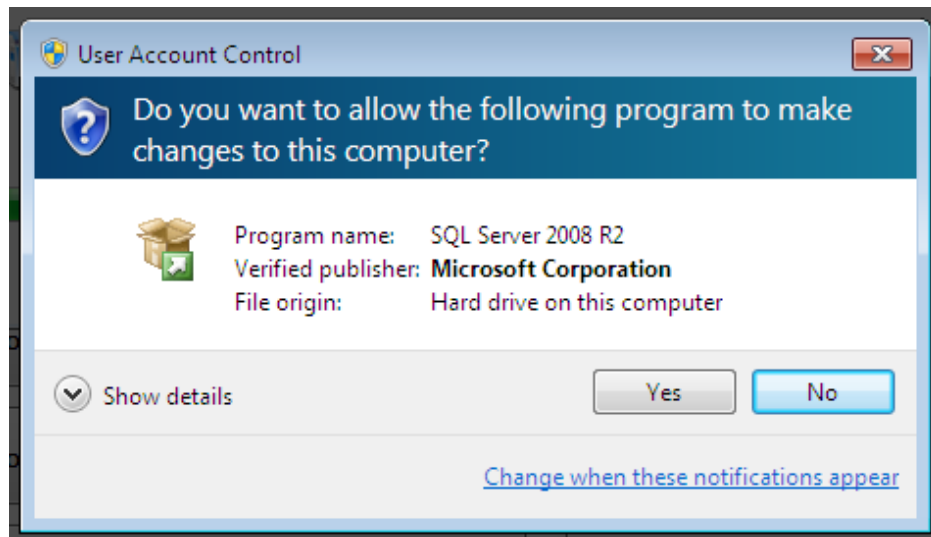 User Account Control
Do you want to allow the following program to make
changes to this computer?
Program name: SQL Server 2008 R2
Verified publisher: Microsoft Corporation
File origin: Hard drive on this computer
Show details
Yes
No
Change when these notifications appear